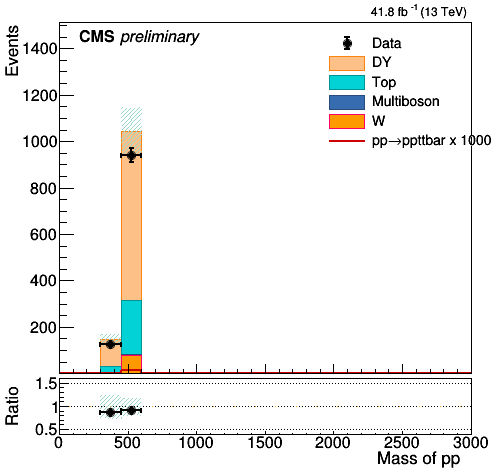 41.8 fb⁻¹ (13 TeV)
CMS preliminary
Events
1400
1200
1000
800
600
400
200
Data
DY
Top
Multiboson
W
pp→ppttbar x 1000
Ratio
1.5
1
0.5
0 500 1000 1500 2000 2500 3000
Mass of pp